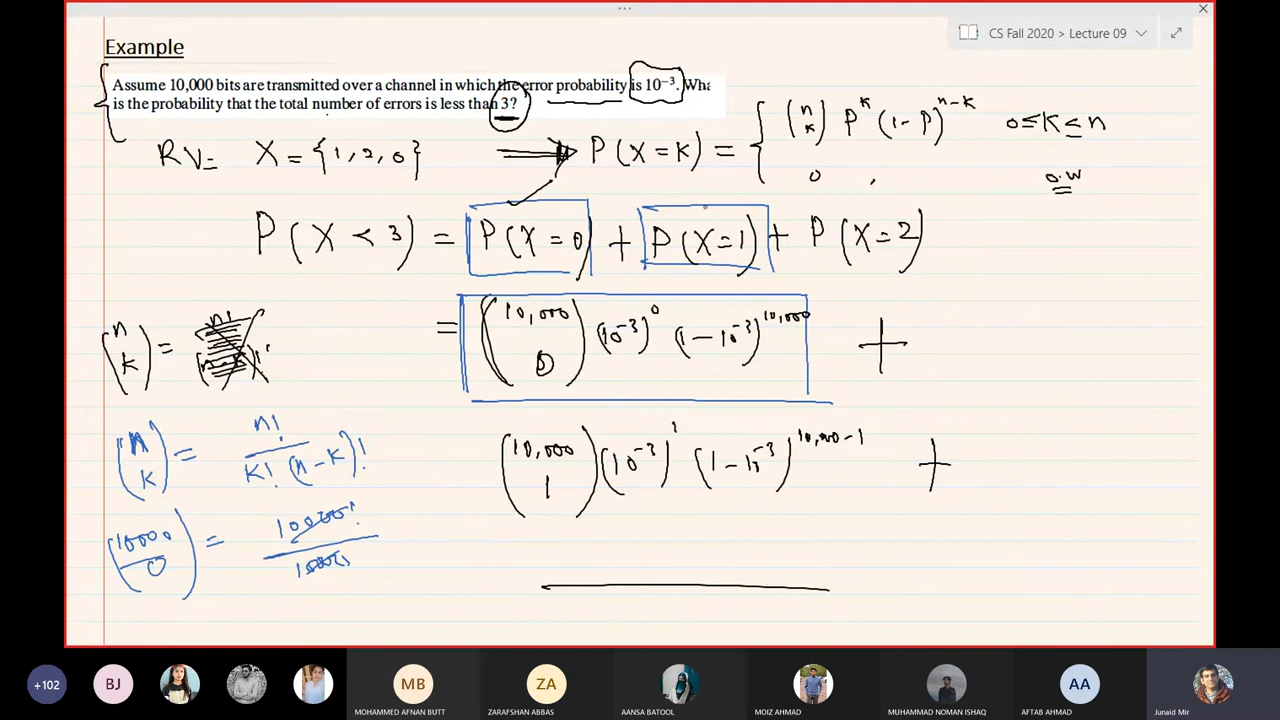 CS Fall 2020 > Lecture 09
Example
Assume 10,000 bits are transmitted over a channel in which the error probability is 10⁻³. Wha
is the probability that the total number of errors is less than 3?
RV= X = {1, 2, 0} ⇒ P(X=K) = { (n k) P^k (1-P)^(n-k) 0≤K≤n
0 , o.w
P(X < 3) = P(X = 0) + P(X=1) + P(X=2)
= (10,000 0) (10⁻³)⁰ (1-10⁻³)^10,000 +
(n k) =
(n k) = n! / k! (n-k)!
(10,000 1) (10⁻³)¹ (1-10⁻³)^10,000-1 +
(10000 0) = 10000! / 10000!
+102
BJ
MB
ZA
AA
MOHAMMED AFNAN BUTT
ZARAFSHAN ABBAS
AANSA BATOOL
MOIZ AHMAD
MUHAMMAD NOMAN ISHAQ
AFTAB AHMAD
Junaid Mir